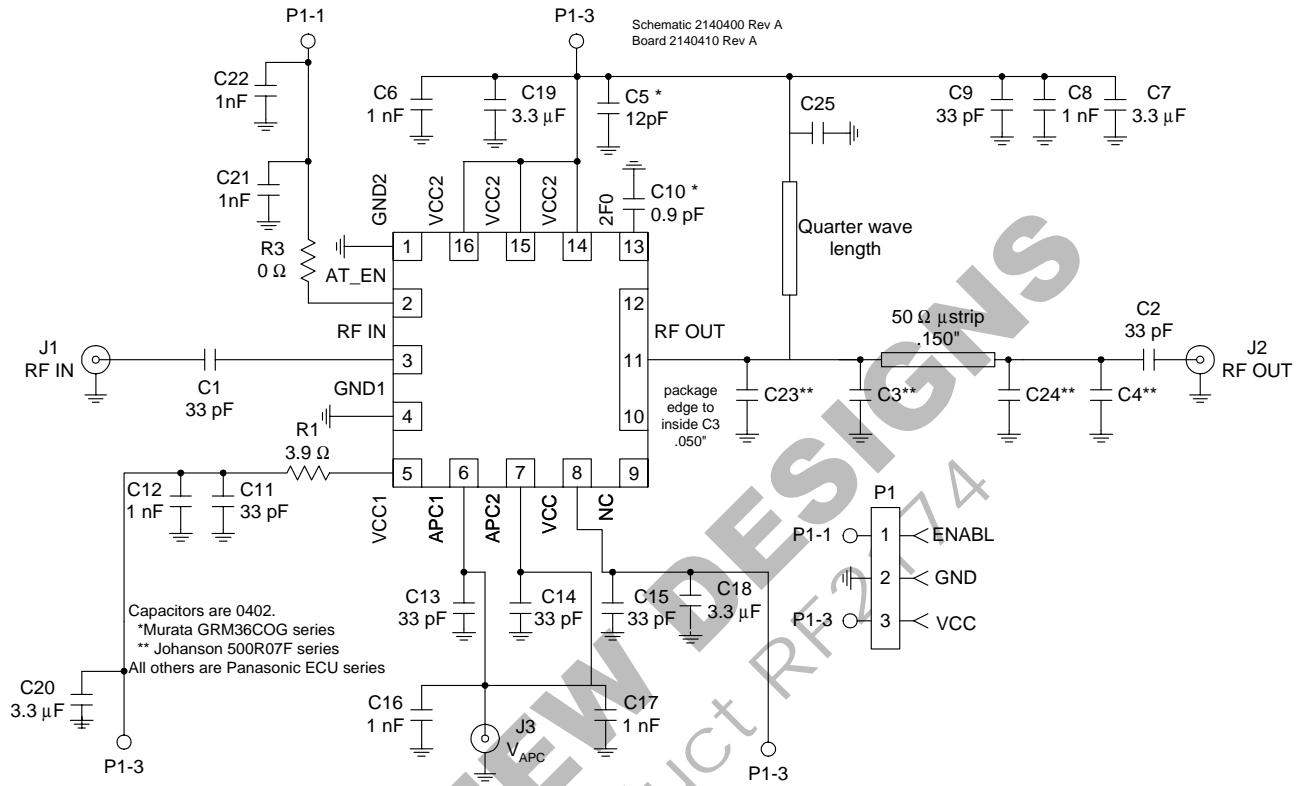 P1-1
P1-3
Schematic 2140400 Rev A
Board 2140410 Rev A
C22
1nF
C6
1 nF
C19
3.3 μF
C5 *
12pF
C25
C9
33 pF
C8
1 nF
C7
3.3 μF
C21
1nF
GND2
VCC2
VCC2
VCC2
2F0
C10 *
0.9 pF
R3
0 Ω
AT_EN
1
16
15
14
13
Quarter wave
length
2
12
RF IN
RF OUT
50 Ω μstrip
.150"
C2
33 pF
J1
RF IN
3
11
J2
RF OUT
C1
33 pF
GND1
4
10
package
edge to
inside C3
.050"
C23**
C3**
C24**
C4**
R1
3.9 Ω
5
6
7
8
9
C12
1 nF
C11
33 pF
VCC1
APC1
APC2
VCC
NC
P1
P1-1
1
ENABL
2
GND
P1-3
3
VCC
C13
33 pF
C14
33 pF
C15
33 pF
C18
3.3 μF
Capacitors are 0402.
*Murata GRM36COG series
** Johanson 500R07F series
All others are Panasonic ECU series
C20
3.3 μF
C16
1 nF
J3
VAPC
C17
1 nF
P1-3
P1-3
EW DESIGNS
uct RF2174